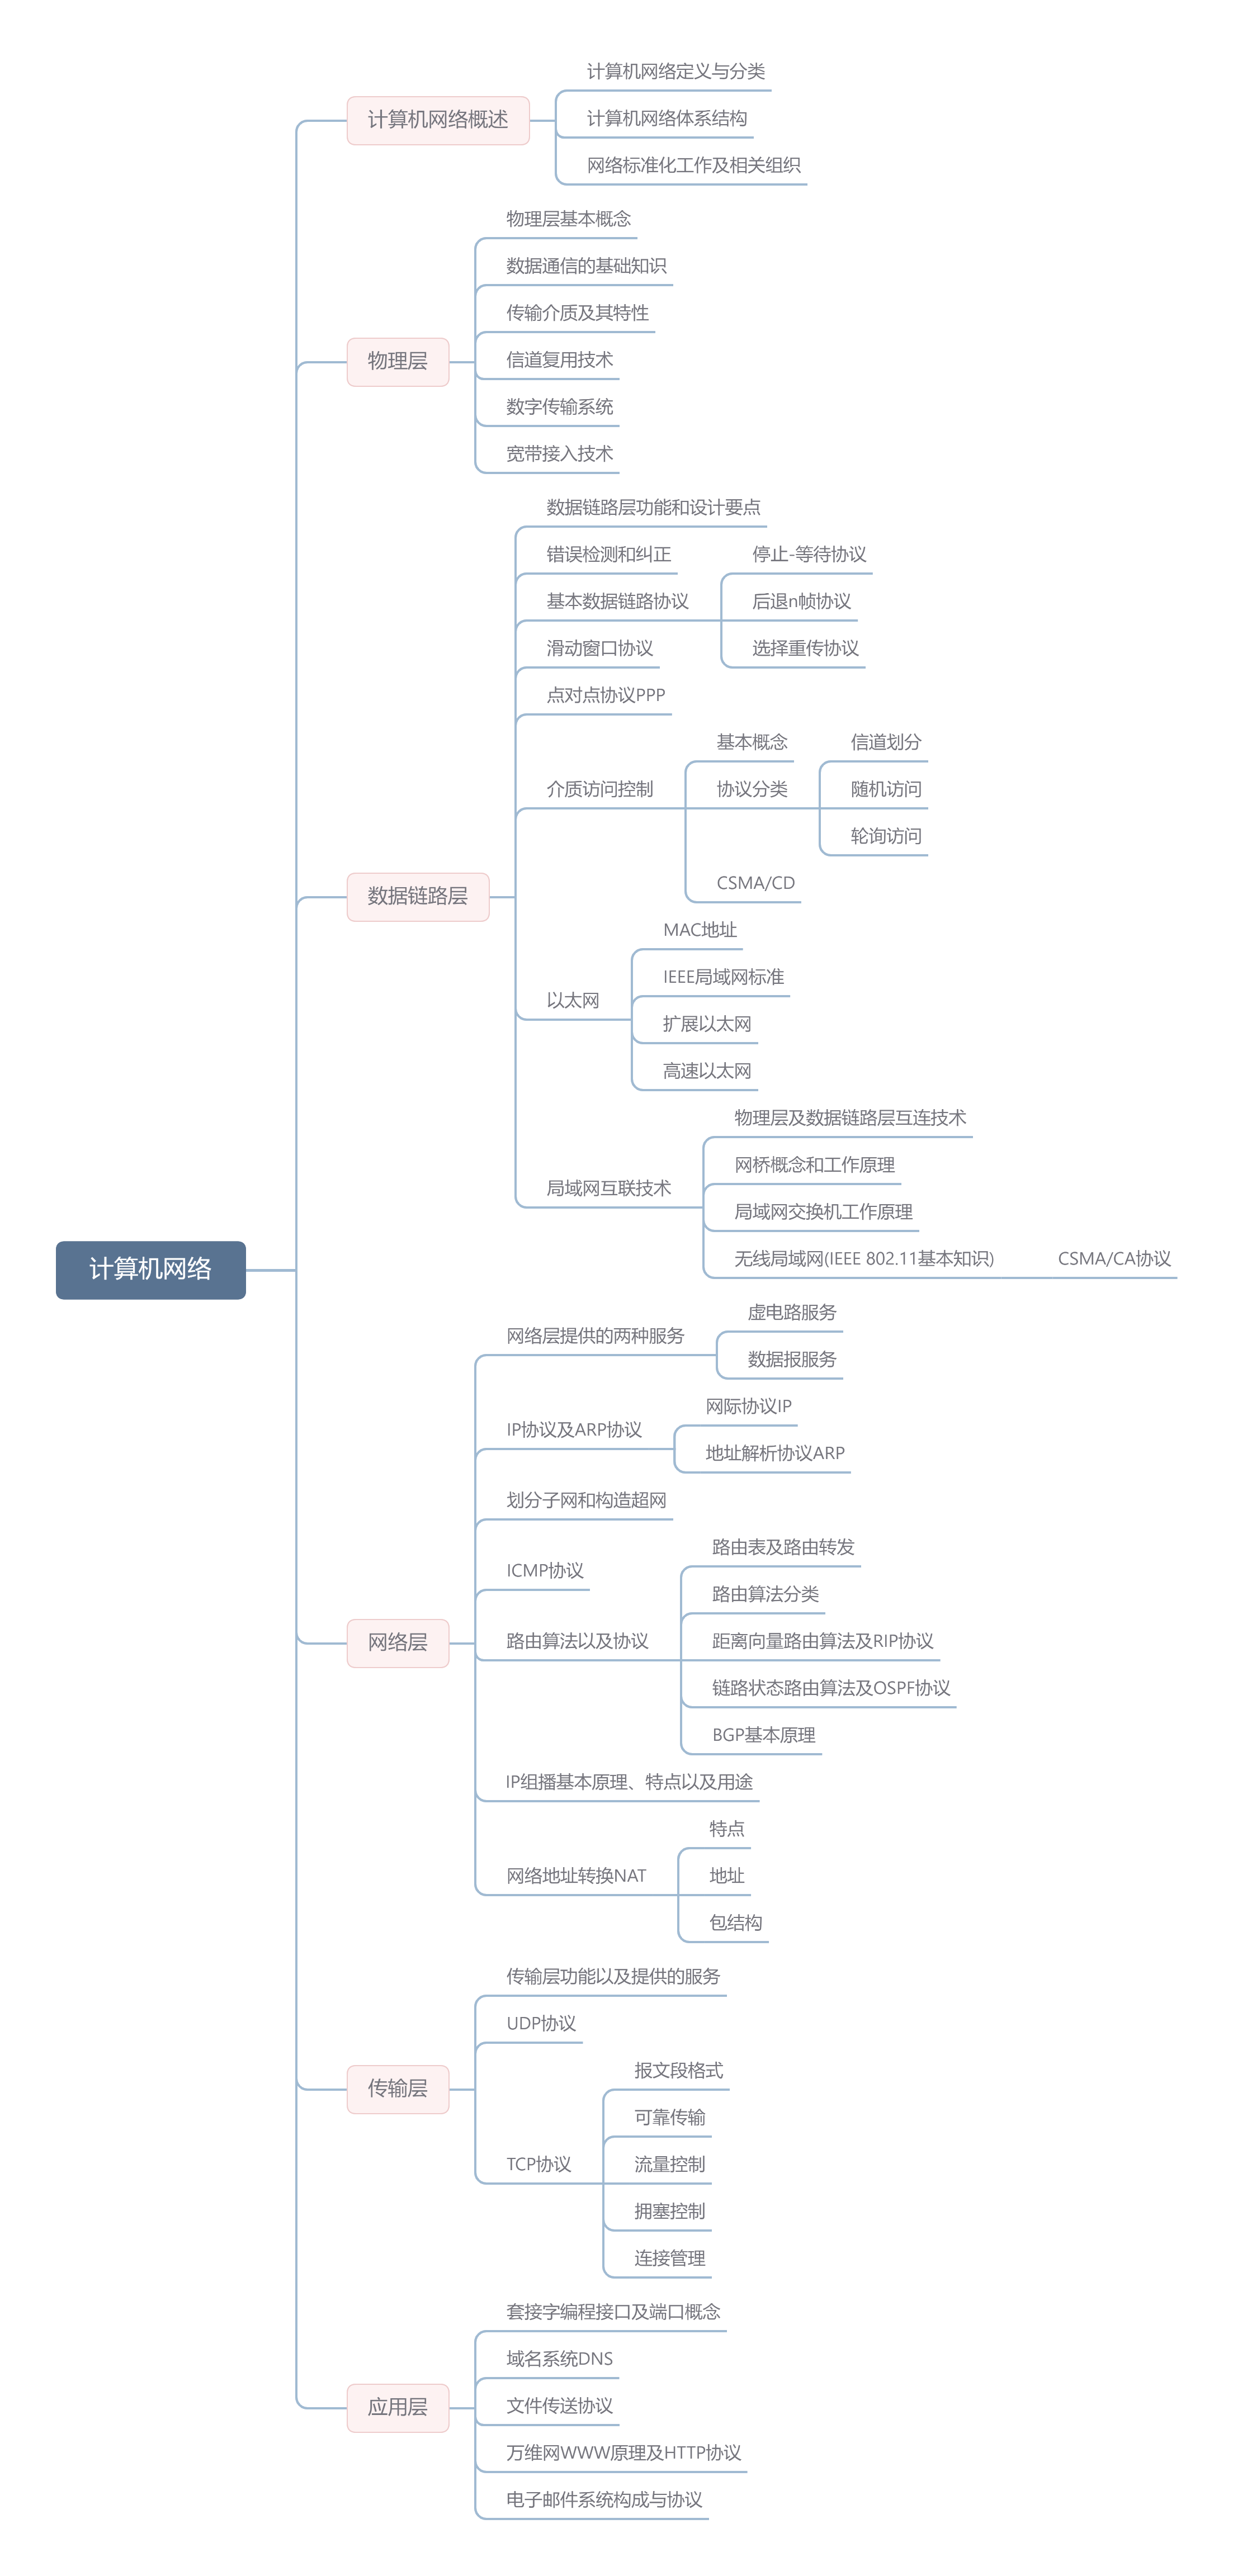 计算机网络
计算机网络概述
计算机网络定义与分类
计算机网络体系结构
网络标准化工作及相关组织
物理层
物理层基本概念
数据通信的基础知识
传输介质及其特性
信道复用技术
数字传输系统
宽带接入技术
数据链路层
数据链路层功能和设计要点
错误检测和纠正
基本数据链路协议
停止-等待协议
后退n帧协议
选择重传协议
滑动窗口协议
点对点协议PPP
介质访问控制
基本概念
协议分类
信道划分
随机访问
轮询访问
CSMA/CD
以太网
MAC地址
IEEE局域网标准
扩展以太网
高速以太网
局域网互联技术
物理层及数据链路层互连技术
网桥概念和工作原理
局域网交换机工作原理
无线局域网(IEEE 802.11基本知识)
CSMA/CA协议
网络层
网络层提供的两种服务
虚电路服务
数据报服务
IP协议及ARP协议
网际协议IP
地址解析协议ARP
划分子网和构造超网
ICMP协议
路由算法以及协议
路由表及路由转发
路由算法分类
距离向量路由算法及RIP协议
链路状态路由算法及OSPF协议
BGP基本原理
IP组播基本原理、特点以及用途
网络地址转换NAT
特点
地址
包结构
传输层
传输层功能以及提供的服务
UDP协议
TCP协议
报文段格式
可靠传输
流量控制
拥塞控制
连接管理
应用层
套接字编程接口及端口概念
域名系统DNS
文件传送协议
万维网WWW原理及HTTP协议
电子邮件系统构成与协议